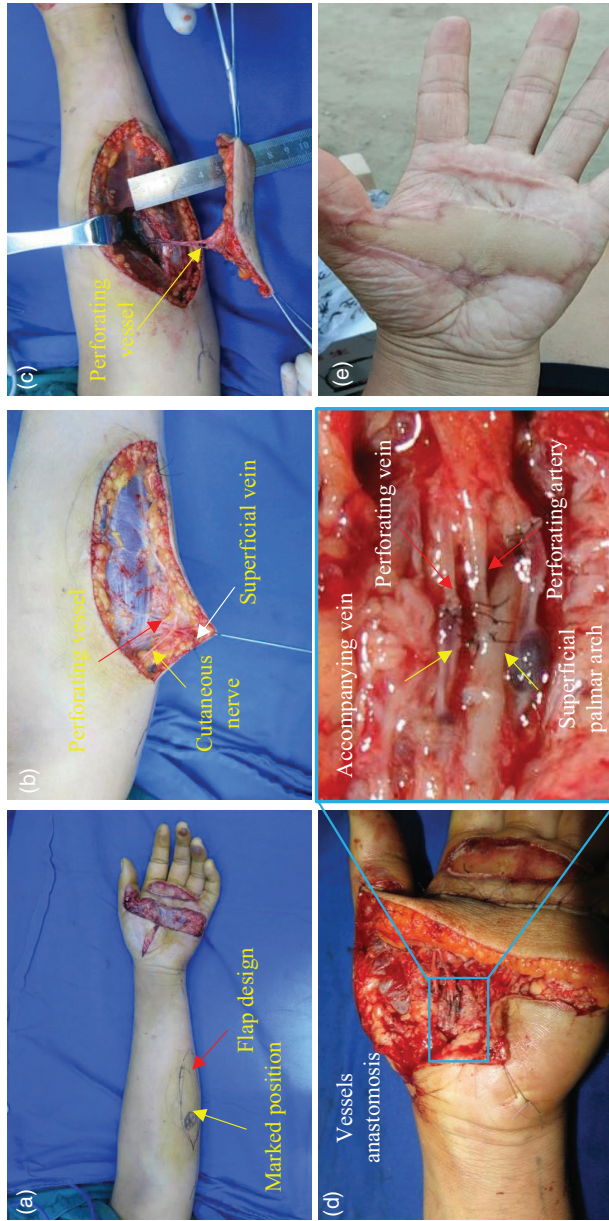 (a)
Flap design
Marked position
(b)
Perforating vessel
Cutaneous
nerve
Superficial vein
(c)
Perforating
vessel
(d)
Vessels
anastomosis
Accompanying vein
Perforating vein
Superficial
palmar arch
Perforating artery
(e)